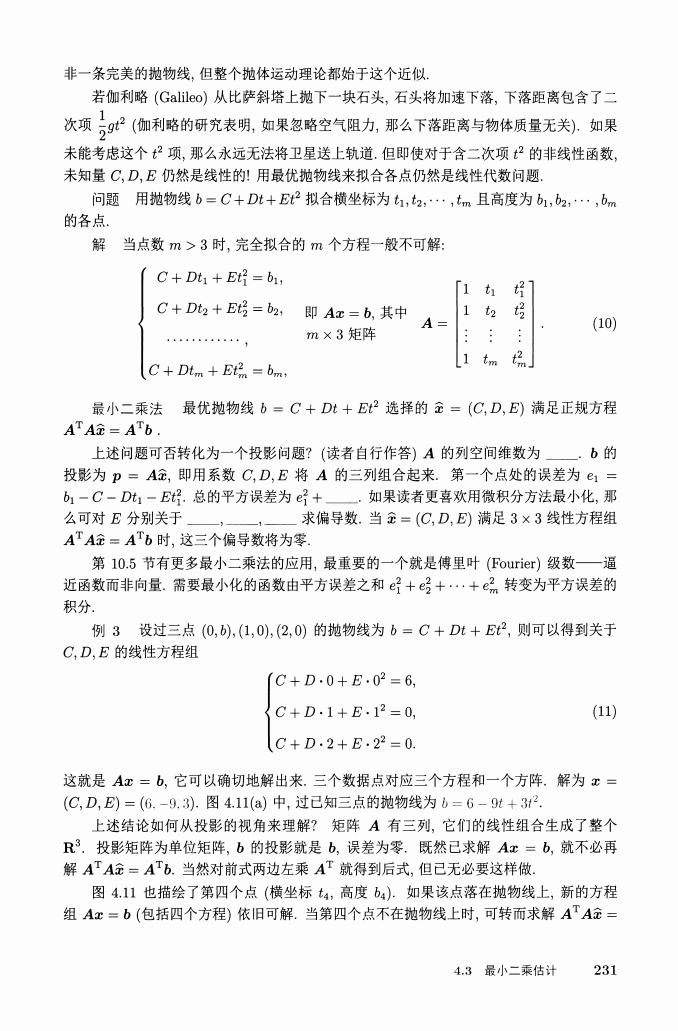 非一条完美的抛物线, 但整个抛体运动理论都始于这个近似.
若伽利略 (Galileo) 从比萨斜塔上抛下一块石头, 石头将加速下落, 下落距离包含了二
次项 $\frac{1}{2}gt^2$ (伽利略的研究表明, 如果忽略空气阻力, 那么下落距离与物体质量无关). 如果
未能考虑这个 $t^2$ 项, 那么永远无法将卫星送上轨道. 但即使对于含二次项 $t^2$ 的非线性函数,
未知量 $C, D, E$ 仍然是线性的! 用最优抛物线来拟合各点仍然是线性代数问题.
问题 用抛物线 $b = C + Dt + Et^2$ 拟合横坐标为 $t_1, t_2, \cdots, t_m$ 且高度为 $b_1, b_2, \cdots, b_m$
的各点.
解 当点数 $m > 3$ 时, 完全拟合的 $m$ 个方程一般不可解:
$$\begin{cases} C + Dt_1 + Et_1^2 = b_1, \\ C + Dt_2 + Et_2^2 = b_2, \\ \cdots\cdots\cdots\cdots, \\ C + Dt_m + Et_m^2 = b_m, \end{cases} \text{即 } \boldsymbol{Ax} = \boldsymbol{b}, \text{其中 } m \times 3 \text{ 矩阵 } \boldsymbol{A} = \begin{bmatrix} 1 & t_1 & t_1^2 \\ 1 & t_2 & t_2^2 \\ \vdots & \vdots & \vdots \\ 1 & t_m & t_m^2 \end{bmatrix}. \quad (10)$$
最小二乘法 最优抛物线 $b = C + Dt + Et^2$ 选择的 $\hat{\boldsymbol{x}} = (C, D, E)$ 满足正规方程
$\boldsymbol{A}^{\mathrm{T}}\boldsymbol{A}\hat{\boldsymbol{x}} = \boldsymbol{A}^{\mathrm{T}}\boldsymbol{b}$ .
上述问题可否转化为一个投影问题? (读者自行作答) $\boldsymbol{A}$ 的列空间维数为 ____. $\boldsymbol{b}$ 的
投影为 $\boldsymbol{p} = \boldsymbol{A}\hat{\boldsymbol{x}}$, 即用系数 $C, D, E$ 将 $\boldsymbol{A}$ 的三列组合起来. 第一个点处的误差为 $e_1 =$
$b_1 - C - Dt_1 - Et_1^2$. 总的平方误差为 $e_1^2 +$ ____. 如果读者更喜欢用微积分方法最小化, 那
么可对 $E$ 分别关于 ____, ____, ____ 求偏导数. 当 $\hat{\boldsymbol{x}} = (C, D, E)$ 满足 $3 \times 3$ 线性方程组
$\boldsymbol{A}^{\mathrm{T}}\boldsymbol{A}\hat{\boldsymbol{x}} = \boldsymbol{A}^{\mathrm{T}}\boldsymbol{b}$ 时, 这三个偏导数将为零.
第 10.5 节有更多最小二乘法的应用, 最重要的一个就是傅里叶 (Fourier) 级数——逼
近函数而非向量. 需要最小化的函数由平方误差之和 $e_1^2 + e_2^2 + \cdots + e_m^2$ 转变为平方误差的
积分.
例 3 设过三点 $(0, b), (1, 0), (2, 0)$ 的抛物线为 $b = C + Dt + Et^2$, 则可以得到关于
$C, D, E$ 的线性方程组
$$\begin{cases} C + D \cdot 0 + E \cdot 0^2 = 6, \\ C + D \cdot 1 + E \cdot 1^2 = 0, \\ C + D \cdot 2 + E \cdot 2^2 = 0. \end{cases} \quad (11)$$
这就是 $\boldsymbol{Ax} = \boldsymbol{b}$, 它可以确切地解出来. 三个数据点对应三个方程和一个方阵. 解为 $\boldsymbol{x} =$
$(C, D, E) = (6, -9, 3)$. 图 4.11(a) 中, 过已知三点的抛物线为 $b = 6 - 9t + 3t^2$.
上述结论如何从投影的视角来理解? 矩阵 $\boldsymbol{A}$ 有三列, 它们的线性组合生成了整个
$\mathbf{R}^3$. 投影矩阵为单位矩阵, $\boldsymbol{b}$ 的投影就是 $\boldsymbol{b}$, 误差为零. 既然已求解 $\boldsymbol{Ax} = \boldsymbol{b}$, 就不必再
解 $\boldsymbol{A}^{\mathrm{T}}\boldsymbol{A}\hat{\boldsymbol{x}} = \boldsymbol{A}^{\mathrm{T}}\boldsymbol{b}$. 当然对前式两边左乘 $\boldsymbol{A}^{\mathrm{T}}$ 就得到后式, 但已无必要这样做.
图 4.11 也描绘了第四个点 (横坐标 $t_4$, 高度 $b_4$). 如果该点落在抛物线上, 新的方程
组 $\boldsymbol{Ax} = \boldsymbol{b}$ (包括四个方程) 依旧可解. 当第四个点不在抛物线上时, 可转而求解 $\boldsymbol{A}^{\mathrm{T}}\boldsymbol{A}\hat{\boldsymbol{x}} =$
4.3 最小二乘估计 231